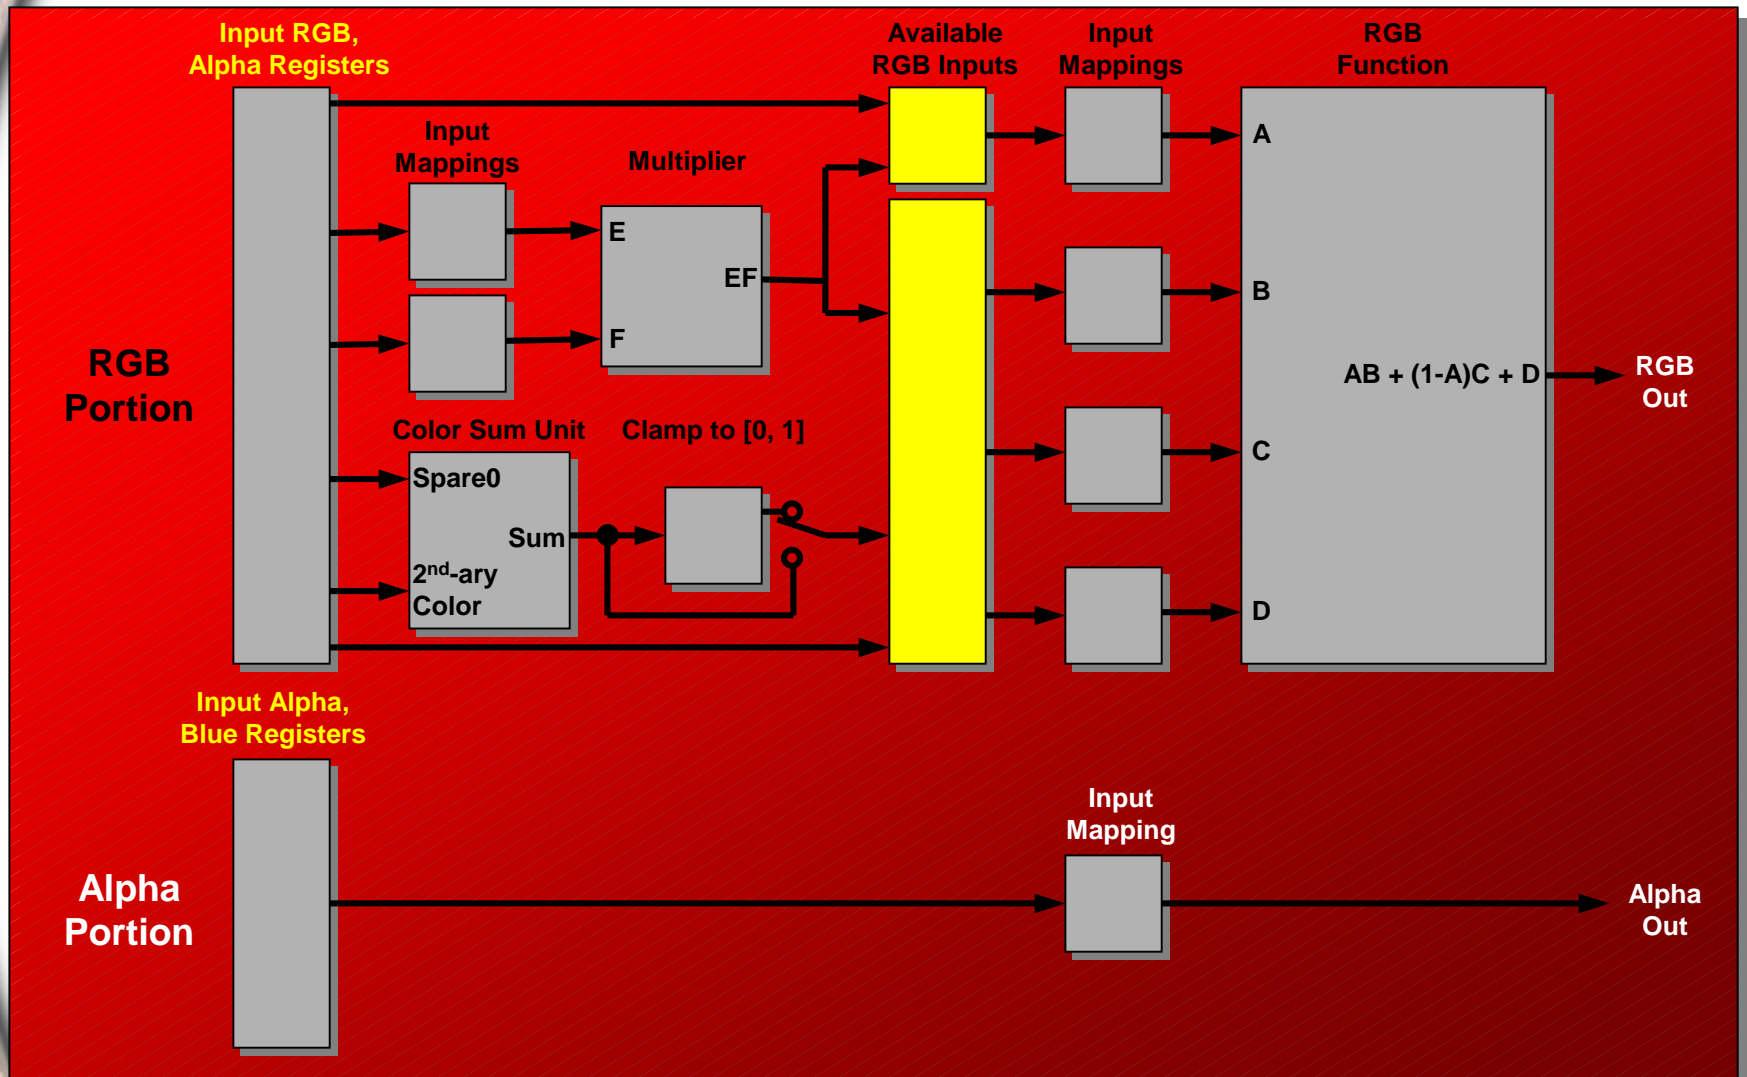 Input RGB,
Alpha Registers
Available
RGB Inputs
Input
Mappings
RGB
Function
Input
Mappings
Multiplier
A
E
EF
F
B
RGB
Portion
AB + (1-A)C + D
RGB
Out
Color Sum Unit
Clamp to [0, 1]
C
Spare0
Sum
2nd-ary
Color
D
Input Alpha,
Blue Registers
Input
Mapping
Alpha
Portion
Alpha
Out